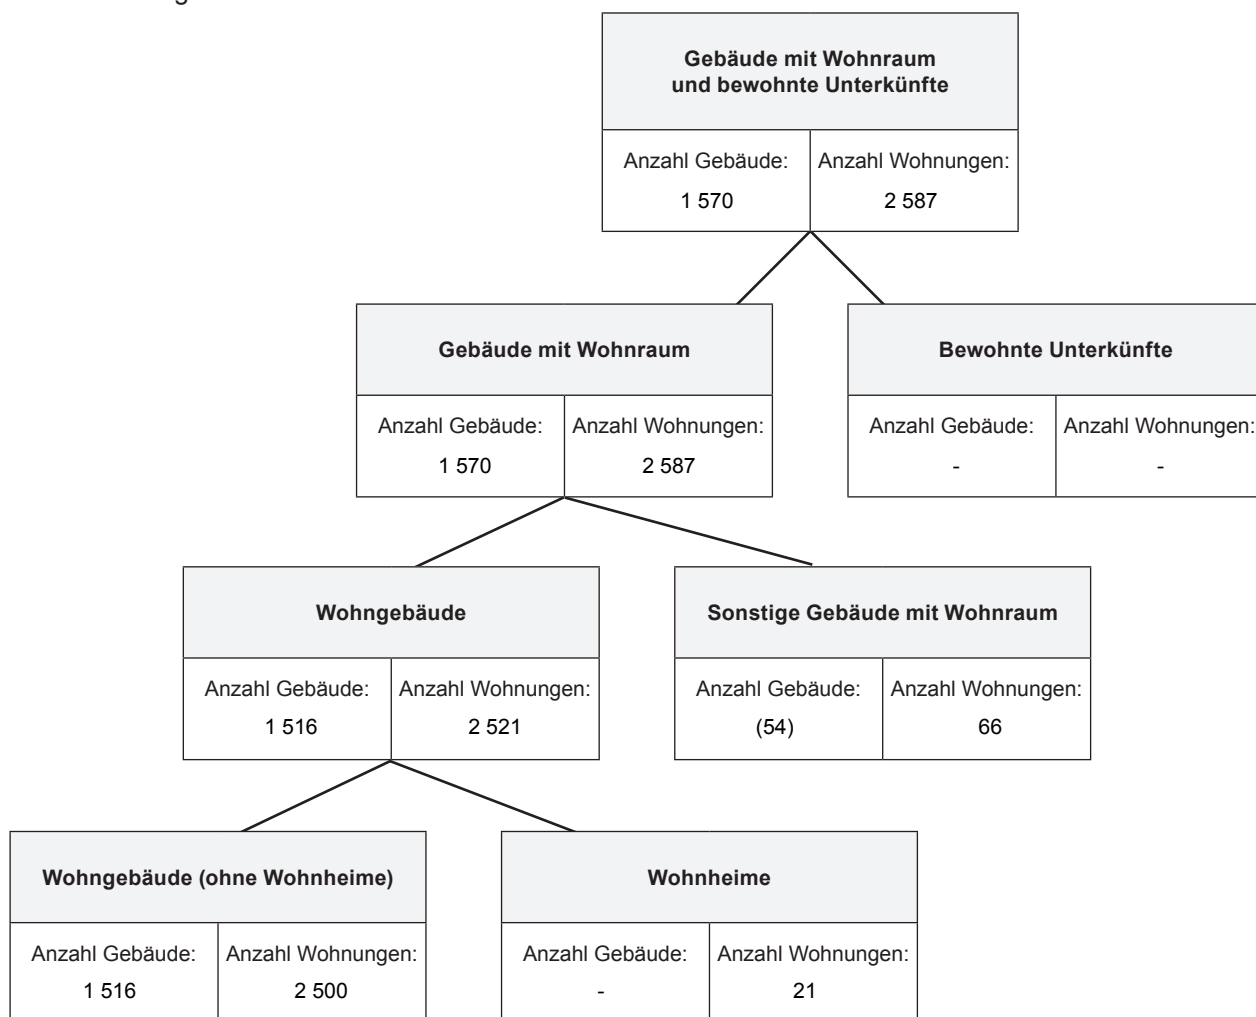 Gebäude mit Wohnraum
und bewohnte Unterkünfte
Anzahl Gebäude: Anzahl Wohnungen:
1 570 2 587
Gebäude mit Wohnraum
Anzahl Gebäude: Anzahl Wohnungen:
1 570 2 587
Bewohnte Unterkünfte
Anzahl Gebäude: Anzahl Wohnungen:
- -
Wohngebäude
Anzahl Gebäude: Anzahl Wohnungen:
1 516 2 521
Sonstige Gebäude mit Wohnraum
Anzahl Gebäude: Anzahl Wohnungen:
(54) 66
Wohngebäude (ohne Wohnheime)
Anzahl Gebäude: Anzahl Wohnungen:
1 516 2 500
Wohnheime
Anzahl Gebäude: Anzahl Wohnungen:
- 21